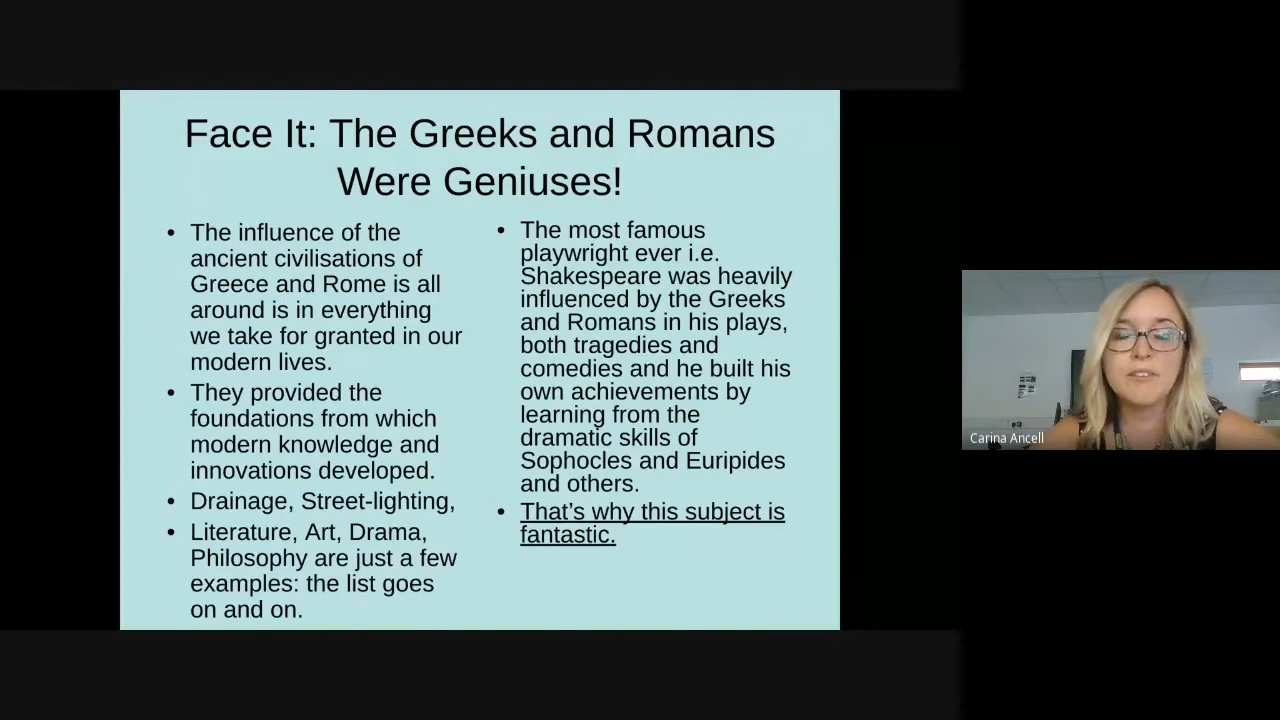 Face It: The Greeks and Romans
Were Geniuses!
• The influence of the
ancient civilisations of
Greece and Rome is all
around is in everything
we take for granted in our
modern lives.
• They provided the
foundations from which
modern knowledge and
innovations developed.
• Drainage, Street-lighting,
• Literature, Art, Drama,
Philosophy are just a few
examples: the list goes
on and on.
• The most famous
playwright ever i.e.
Shakespeare was heavily
influenced by the Greeks
and Romans in his plays,
both tragedies and
comedies and he built his
own achievements by
learning from the
dramatic skills of
Sophocles and Euripides
and others.
• That’s why this subject is
fantastic.
Carina Ancell